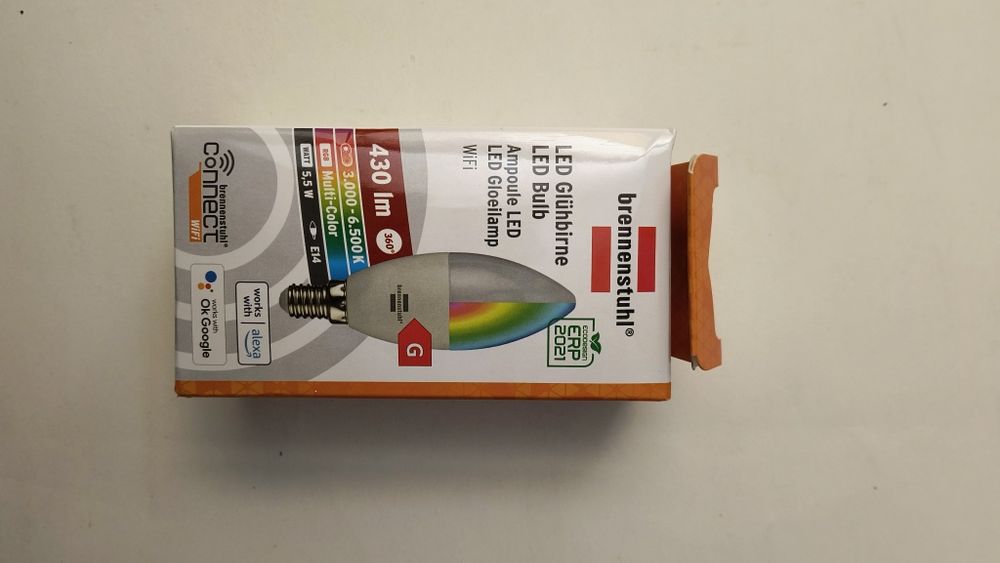 brennenstuhl®
LED Glühbirne
LED Bulb
Ampoule LED
LED Gloeilamp
WiFi
ECODESIGN
ERP
2021
430 lm
360°
3.000 - 6.500 K
RGB Multi-Color
WATT 5,5 W
E14
brennenstuhl®
G
brennenstuhl®
Connect
WiFi
works with
alexa
works with
Ok Google